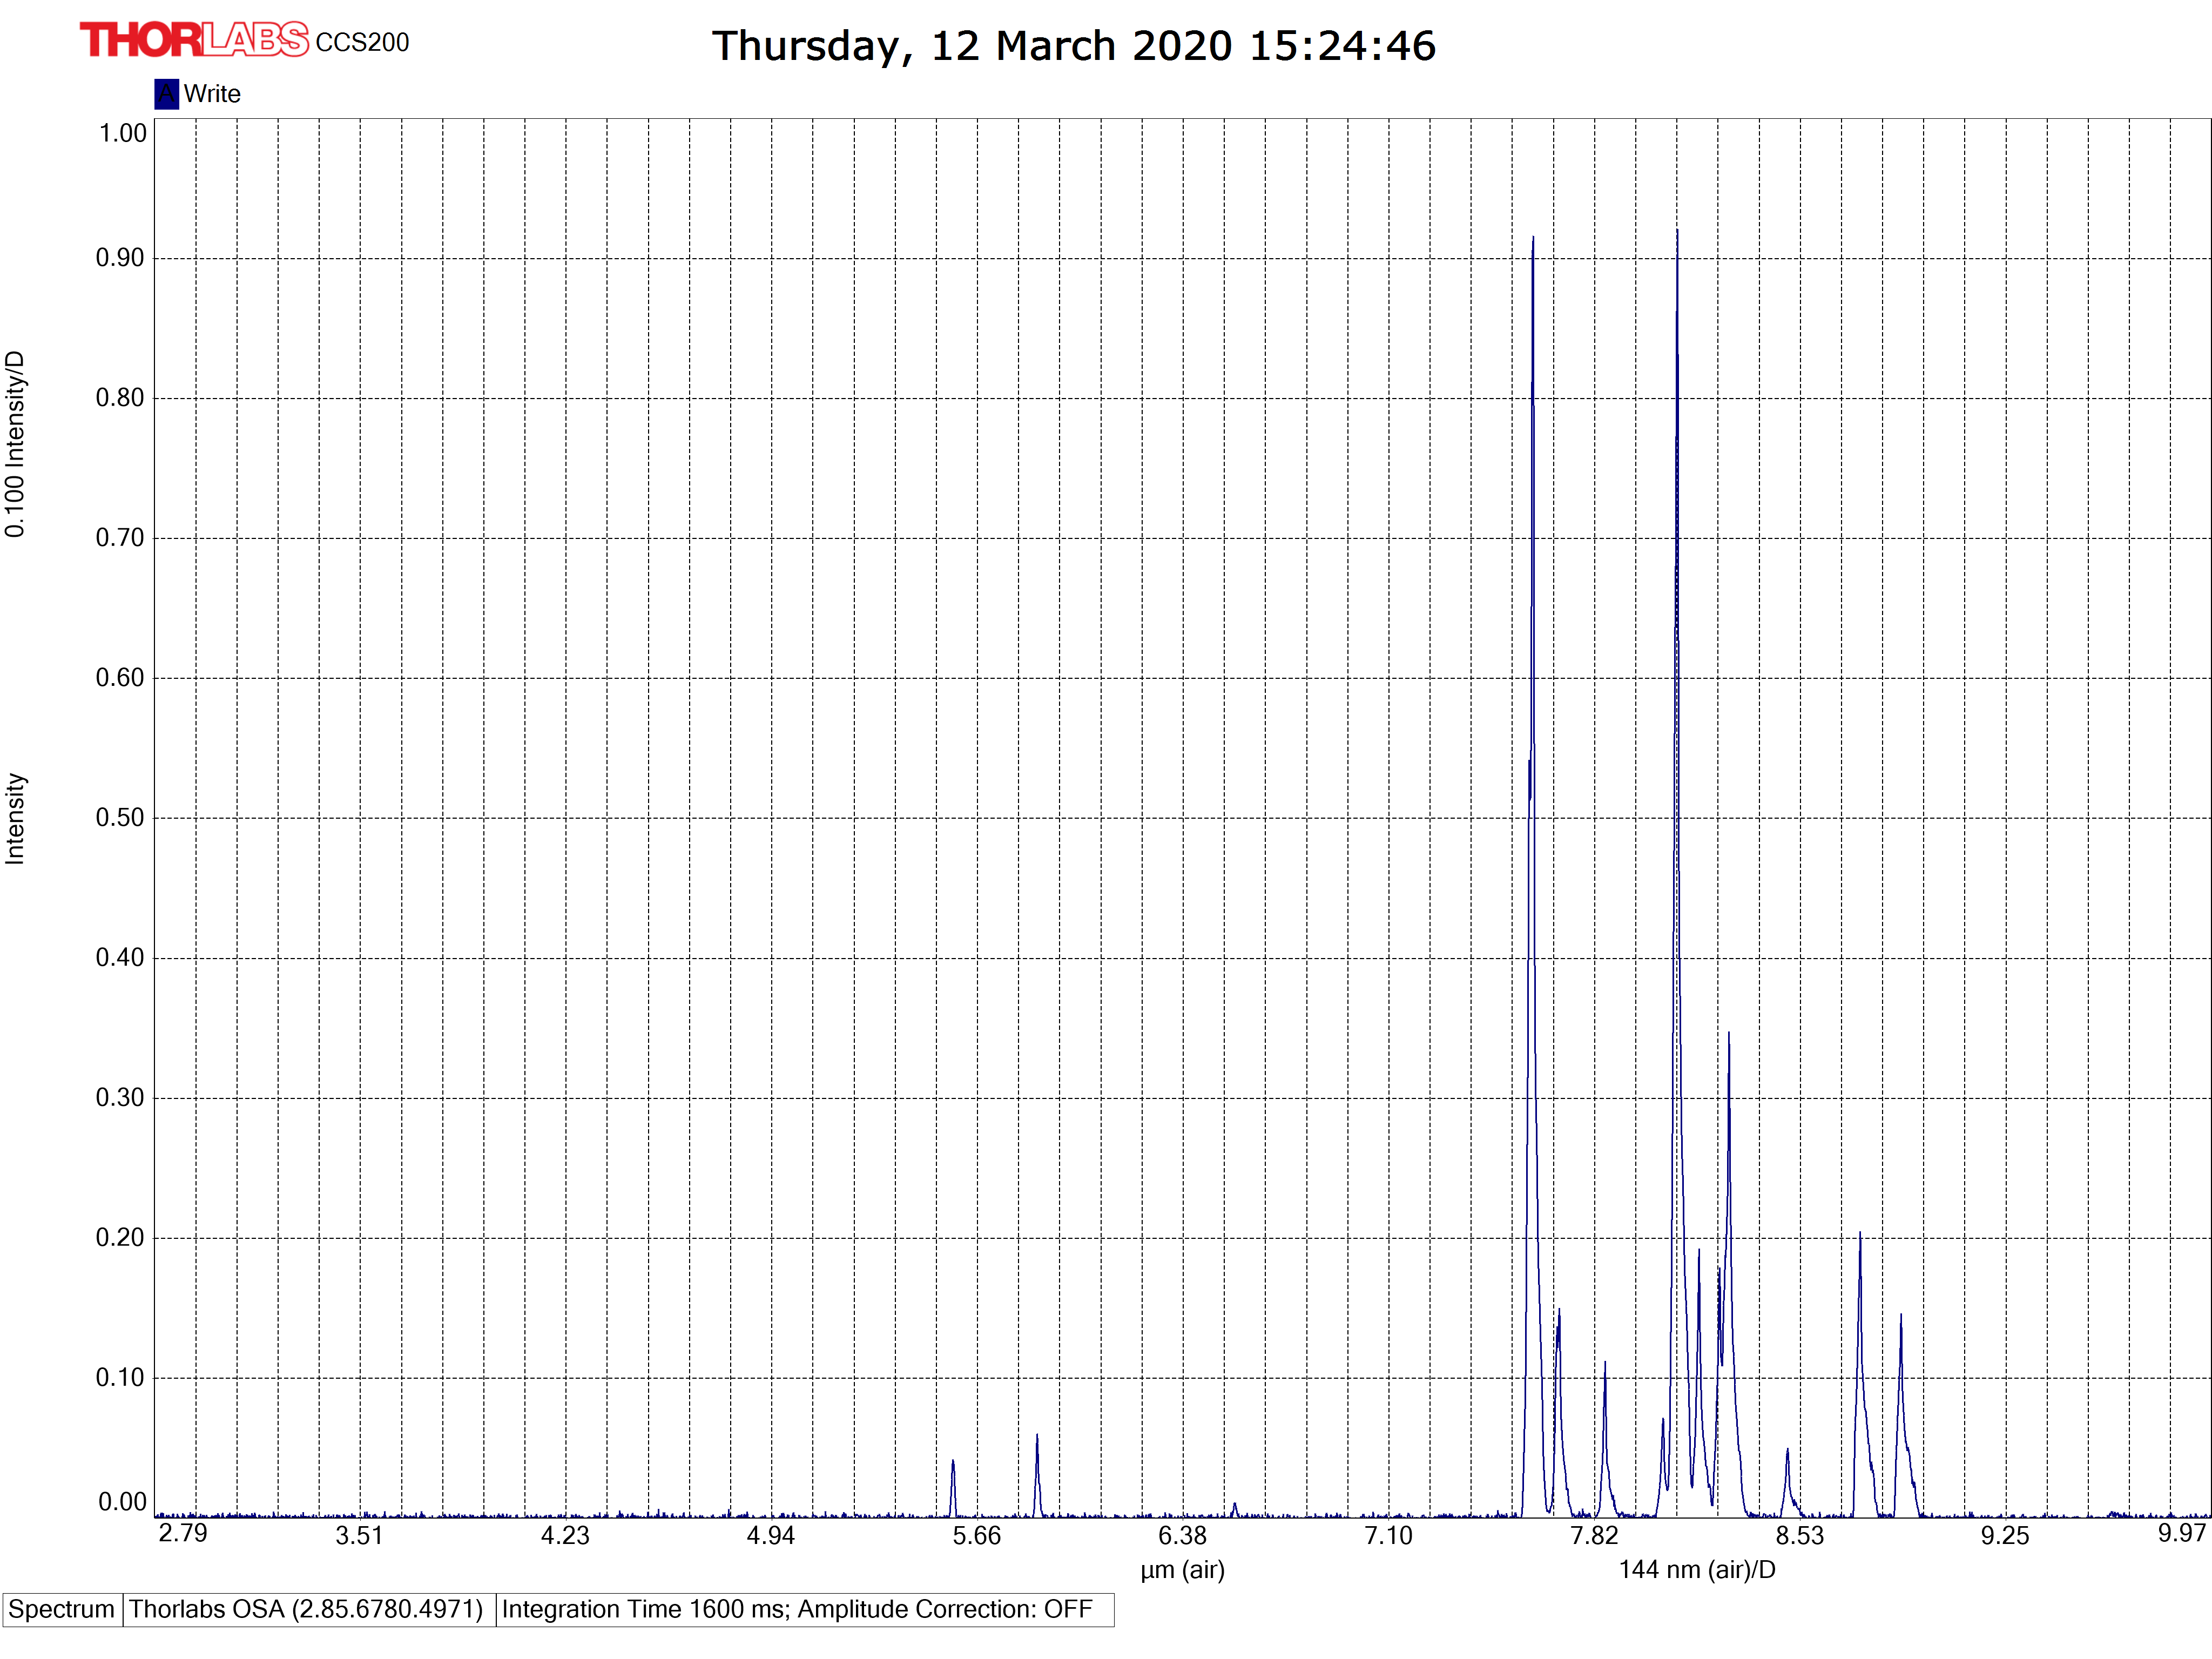 THORLABS CCS200
Thursday, 12 March 2020 15:24:46
A Write
1.00
0.90
0.80
0.70
0.60
0.50
0.40
0.30
0.20
0.10
0.00
0.100 Intensity/D
Intensity
2.79 3.51 4.23 4.94 5.66 6.38 7.10 7.82 8.53 9.25 9.97
µm (air) 144 nm (air)/D
Spectrum Thorlabs OSA (2.85.6780.4971) Integration Time 1600 ms; Amplitude Correction: OFF